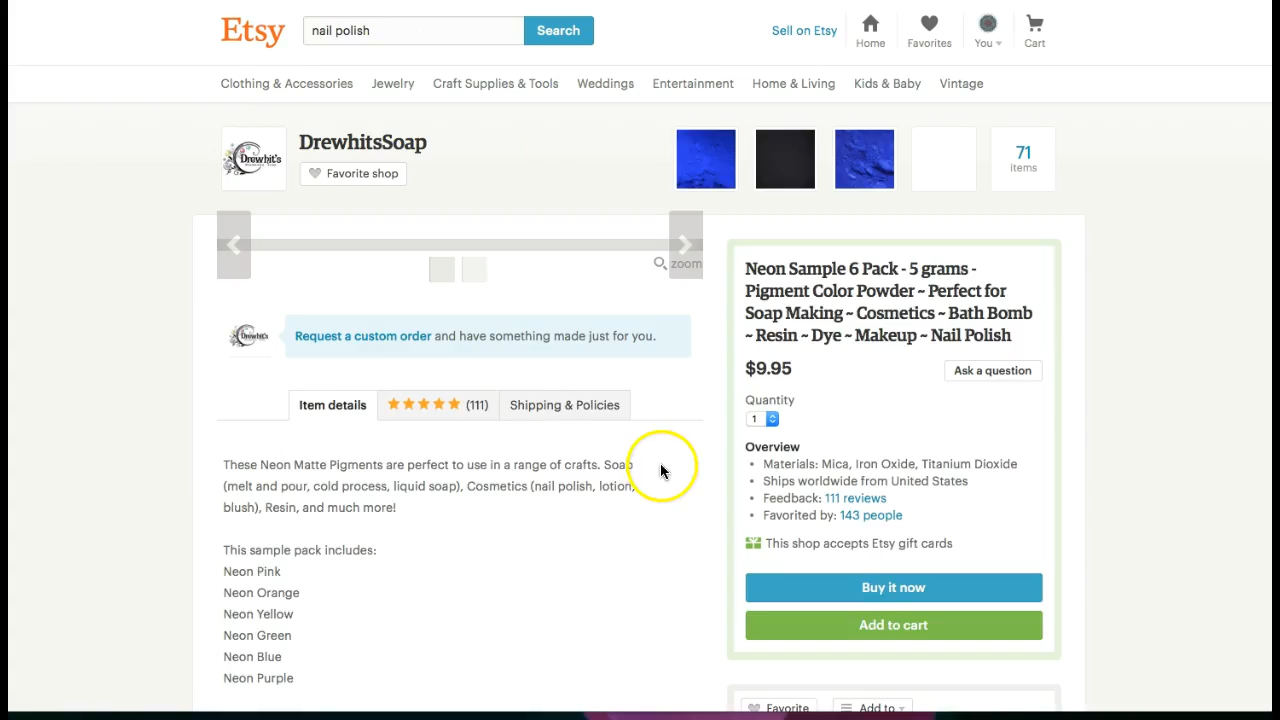 Etsy
nail polish
Search
Sell on Etsy
Home
Favorites
You
Cart
Clothing & Accessories
Jewelry
Craft Supplies & Tools
Weddings
Entertainment
Home & Living
Kids & Baby
Vintage
Drewhit's
DrewhitsSoap
Favorite shop
71
items
zoom
Drewhit's
Request a custom order and have something made just for you.
Item details
(111)
Shipping & Policies
These Neon Matte Pigments are perfect to use in a range of crafts. Soap
(melt and pour, cold process, liquid soap), Cosmetics (nail polish, lotion,
blush), Resin, and much more!
This sample pack includes:
Neon Pink
Neon Orange
Neon Yellow
Neon Green
Neon Blue
Neon Purple
Neon Sample 6 Pack - 5 grams -
Pigment Color Powder ~ Perfect for
Soap Making ~ Cosmetics ~ Bath Bomb
~ Resin ~ Dye ~ Makeup ~ Nail Polish
$9.95
Ask a question
Quantity
1
Overview
• Materials: Mica, Iron Oxide, Titanium Dioxide
• Ships worldwide from United States
• Feedback: 111 reviews
• Favorited by: 143 people
This shop accepts Etsy gift cards
Buy it now
Add to cart
Favorite
Add to